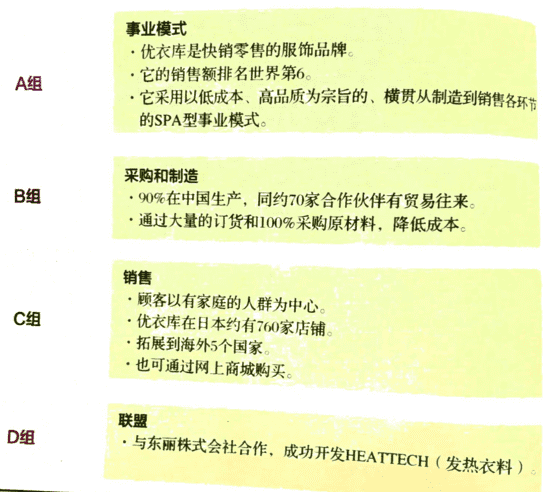 A组
事业模式
· 优衣库是快销零售的服饰品牌。
· 它的销售额排名世界第6。
· 它采用以低成本、高品质为宗旨的、横贯从制造到销售各环节
的SPA型事业模式。
B组
采购和制造
· 90%在中国生产，同约70家合作伙伴有贸易往来。
· 通过大量的订货和100%采购原材料，降低成本。
C组
销售
· 顾客以有家庭的人群为中心。
· 优衣库在日本约有760家店铺。
· 拓展到海外5个国家。
· 也可通过网上商城购买。
D组
联盟
· 与东丽株式会社合作，成功开发HEATTECH（发热衣料）。